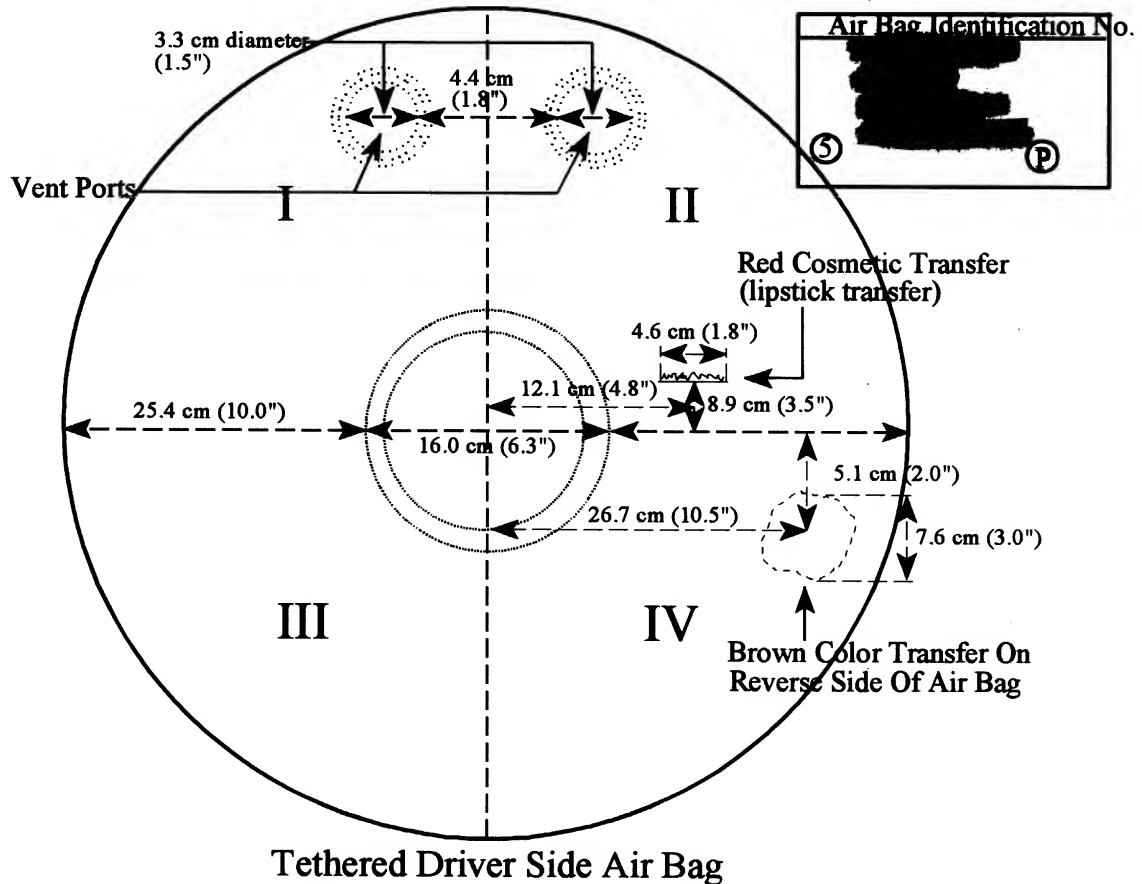 3.3 cm diameter
(1.5")
4.4 cm
(1.8")
Air Bag Identification No.
5
P
Vent Ports
I
II
Red Cosmetic Transfer
(lipstick transfer)
4.6 cm (1.8")
12.1 cm (4.8")
8.9 cm (3.5")
25.4 cm (10.0")
16.0 cm (6.3")
5.1 cm (2.0")
26.7 cm (10.5")
7.6 cm (3.0")
III
IV
Brown Color Transfer On
Reverse Side Of Air Bag
Tethered Driver Side Air Bag